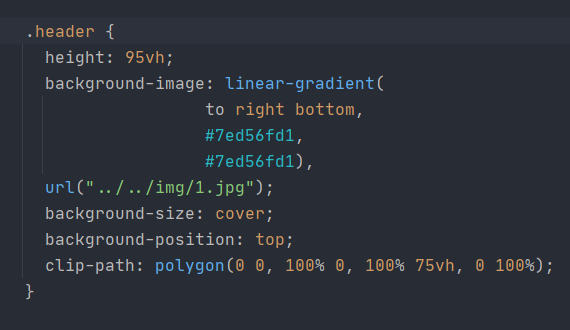 .header {
height: 95vh;
background-image: linear-gradient(
to right bottom,
#7ed56fd1,
#7ed56fd1),
url("../../img/1.jpg");
background-size: cover;
background-position: top;
clip-path: polygon(0 0, 100% 0, 100% 75vh, 0 100%);
}